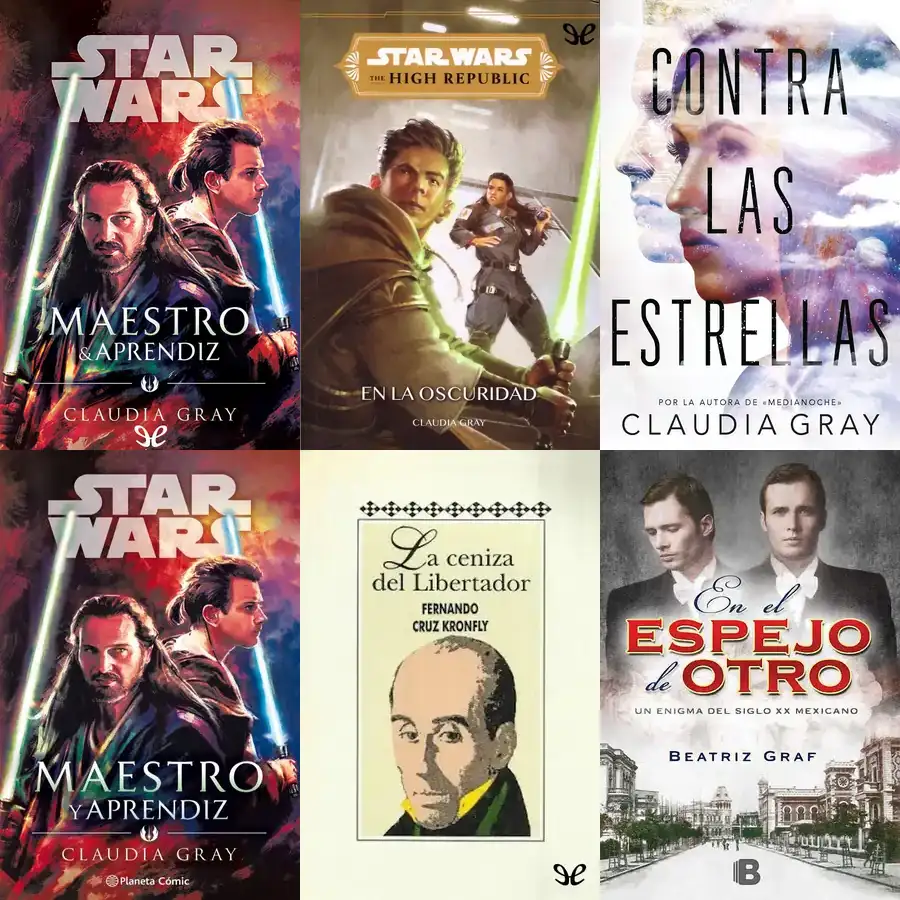 STAR
WARS
MAESTRO
& APRENDIZ
CLAUDIA GRAY
STAR WARS
THE HIGH REPUBLIC
EN LA OSCURIDAD
CLAUDIA GRAY
CONTRA
LAS
ESTRELLAS
POR LA AUTORA DE «MEDIANOCHE»
CLAUDIA GRAY
STAR
WARS
MAESTRO
Y APRENDIZ
CLAUDIA GRAY
Planeta Cómic
La ceniza
del Libertador
FERNANDO
CRUZ KRONFLY
En el
ESPEJO
de OTRO
UN ENIGMA DEL SIGLO XX MEXICANO
BEATRIZ GRAF
B